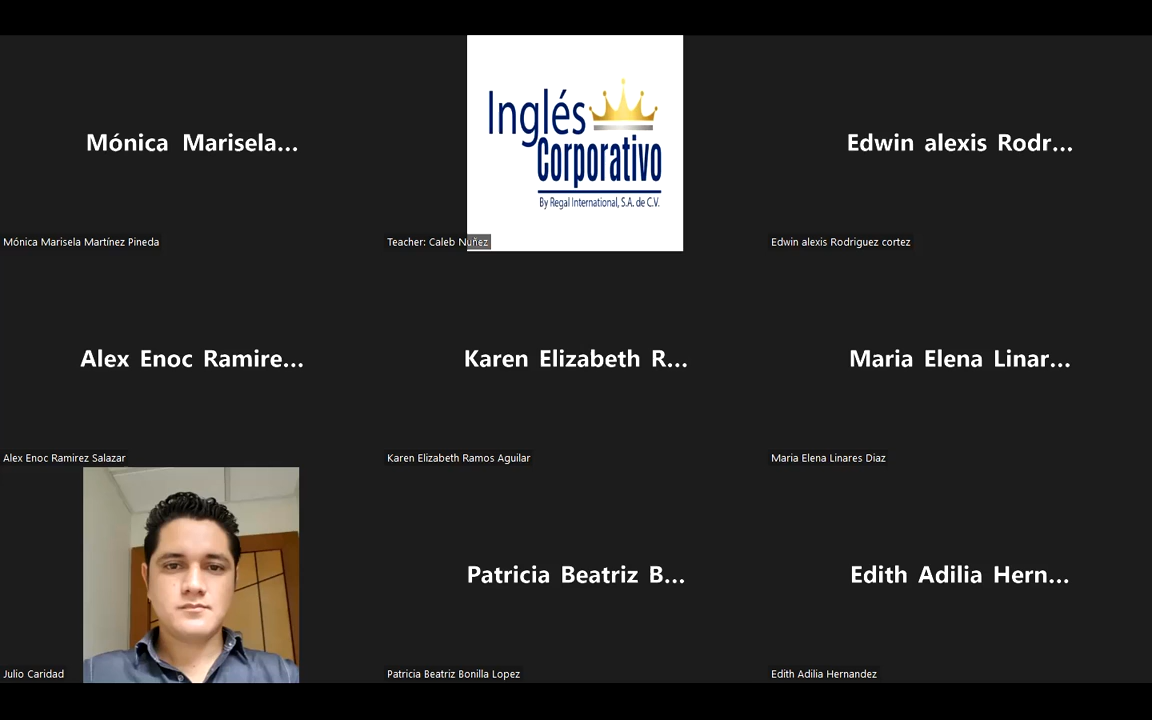 Mónica Marisela...
Mónica Marisela Martínez Pineda
Inglés
Corporativo
By Regal International, S.A. de C.V.
Teacher: Caleb Nuñez
Edwin alexis Rodr...
Edwin alexis Rodriguez cortez
Alex Enoc Ramire...
Alex Enoc Ramirez Salazar
Karen Elizabeth R...
Karen Elizabeth Ramos Aguilar
Maria Elena Linar...
Maria Elena Linares Diaz
Julio Caridad
Patricia Beatriz B...
Patricia Beatriz Bonilla Lopez
Edith Adilia Hern...
Edith Adilia Hernandez